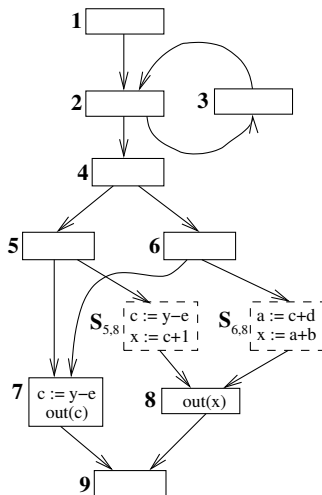 1
2
3
4
5
6
S5,8
c := y−e
x := c+1
S6,8
a := c+d
x := a+b
7
c := y−e
out(c)
8
out(x)
9